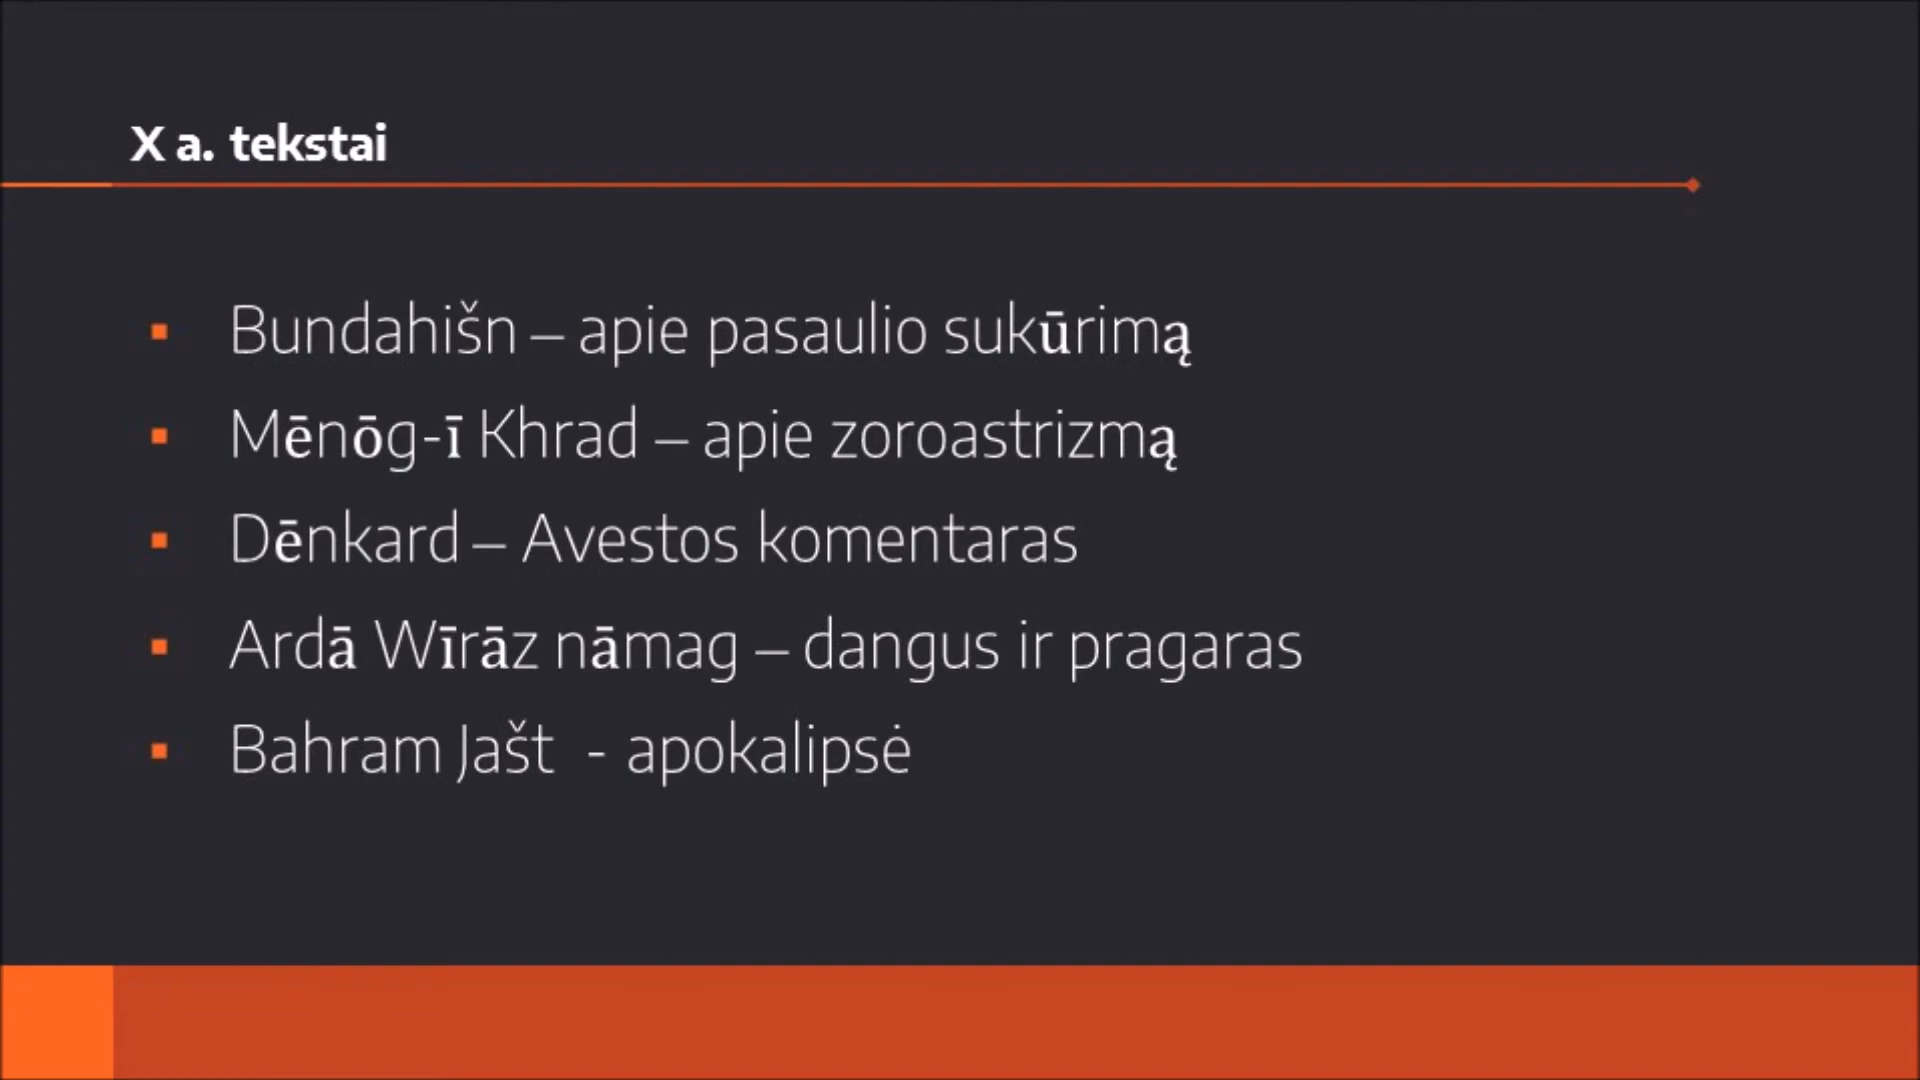 X a. tekstai
Bundahišn – apie pasaulio sukūrimą
Mēnōg-ī Khrad – apie zoroastrizmą
Dēnkard – Avestos komentaras
Ardā Wīrāz nāmag – dangus ir pragaras
Bahram Jašt - apokalipsė